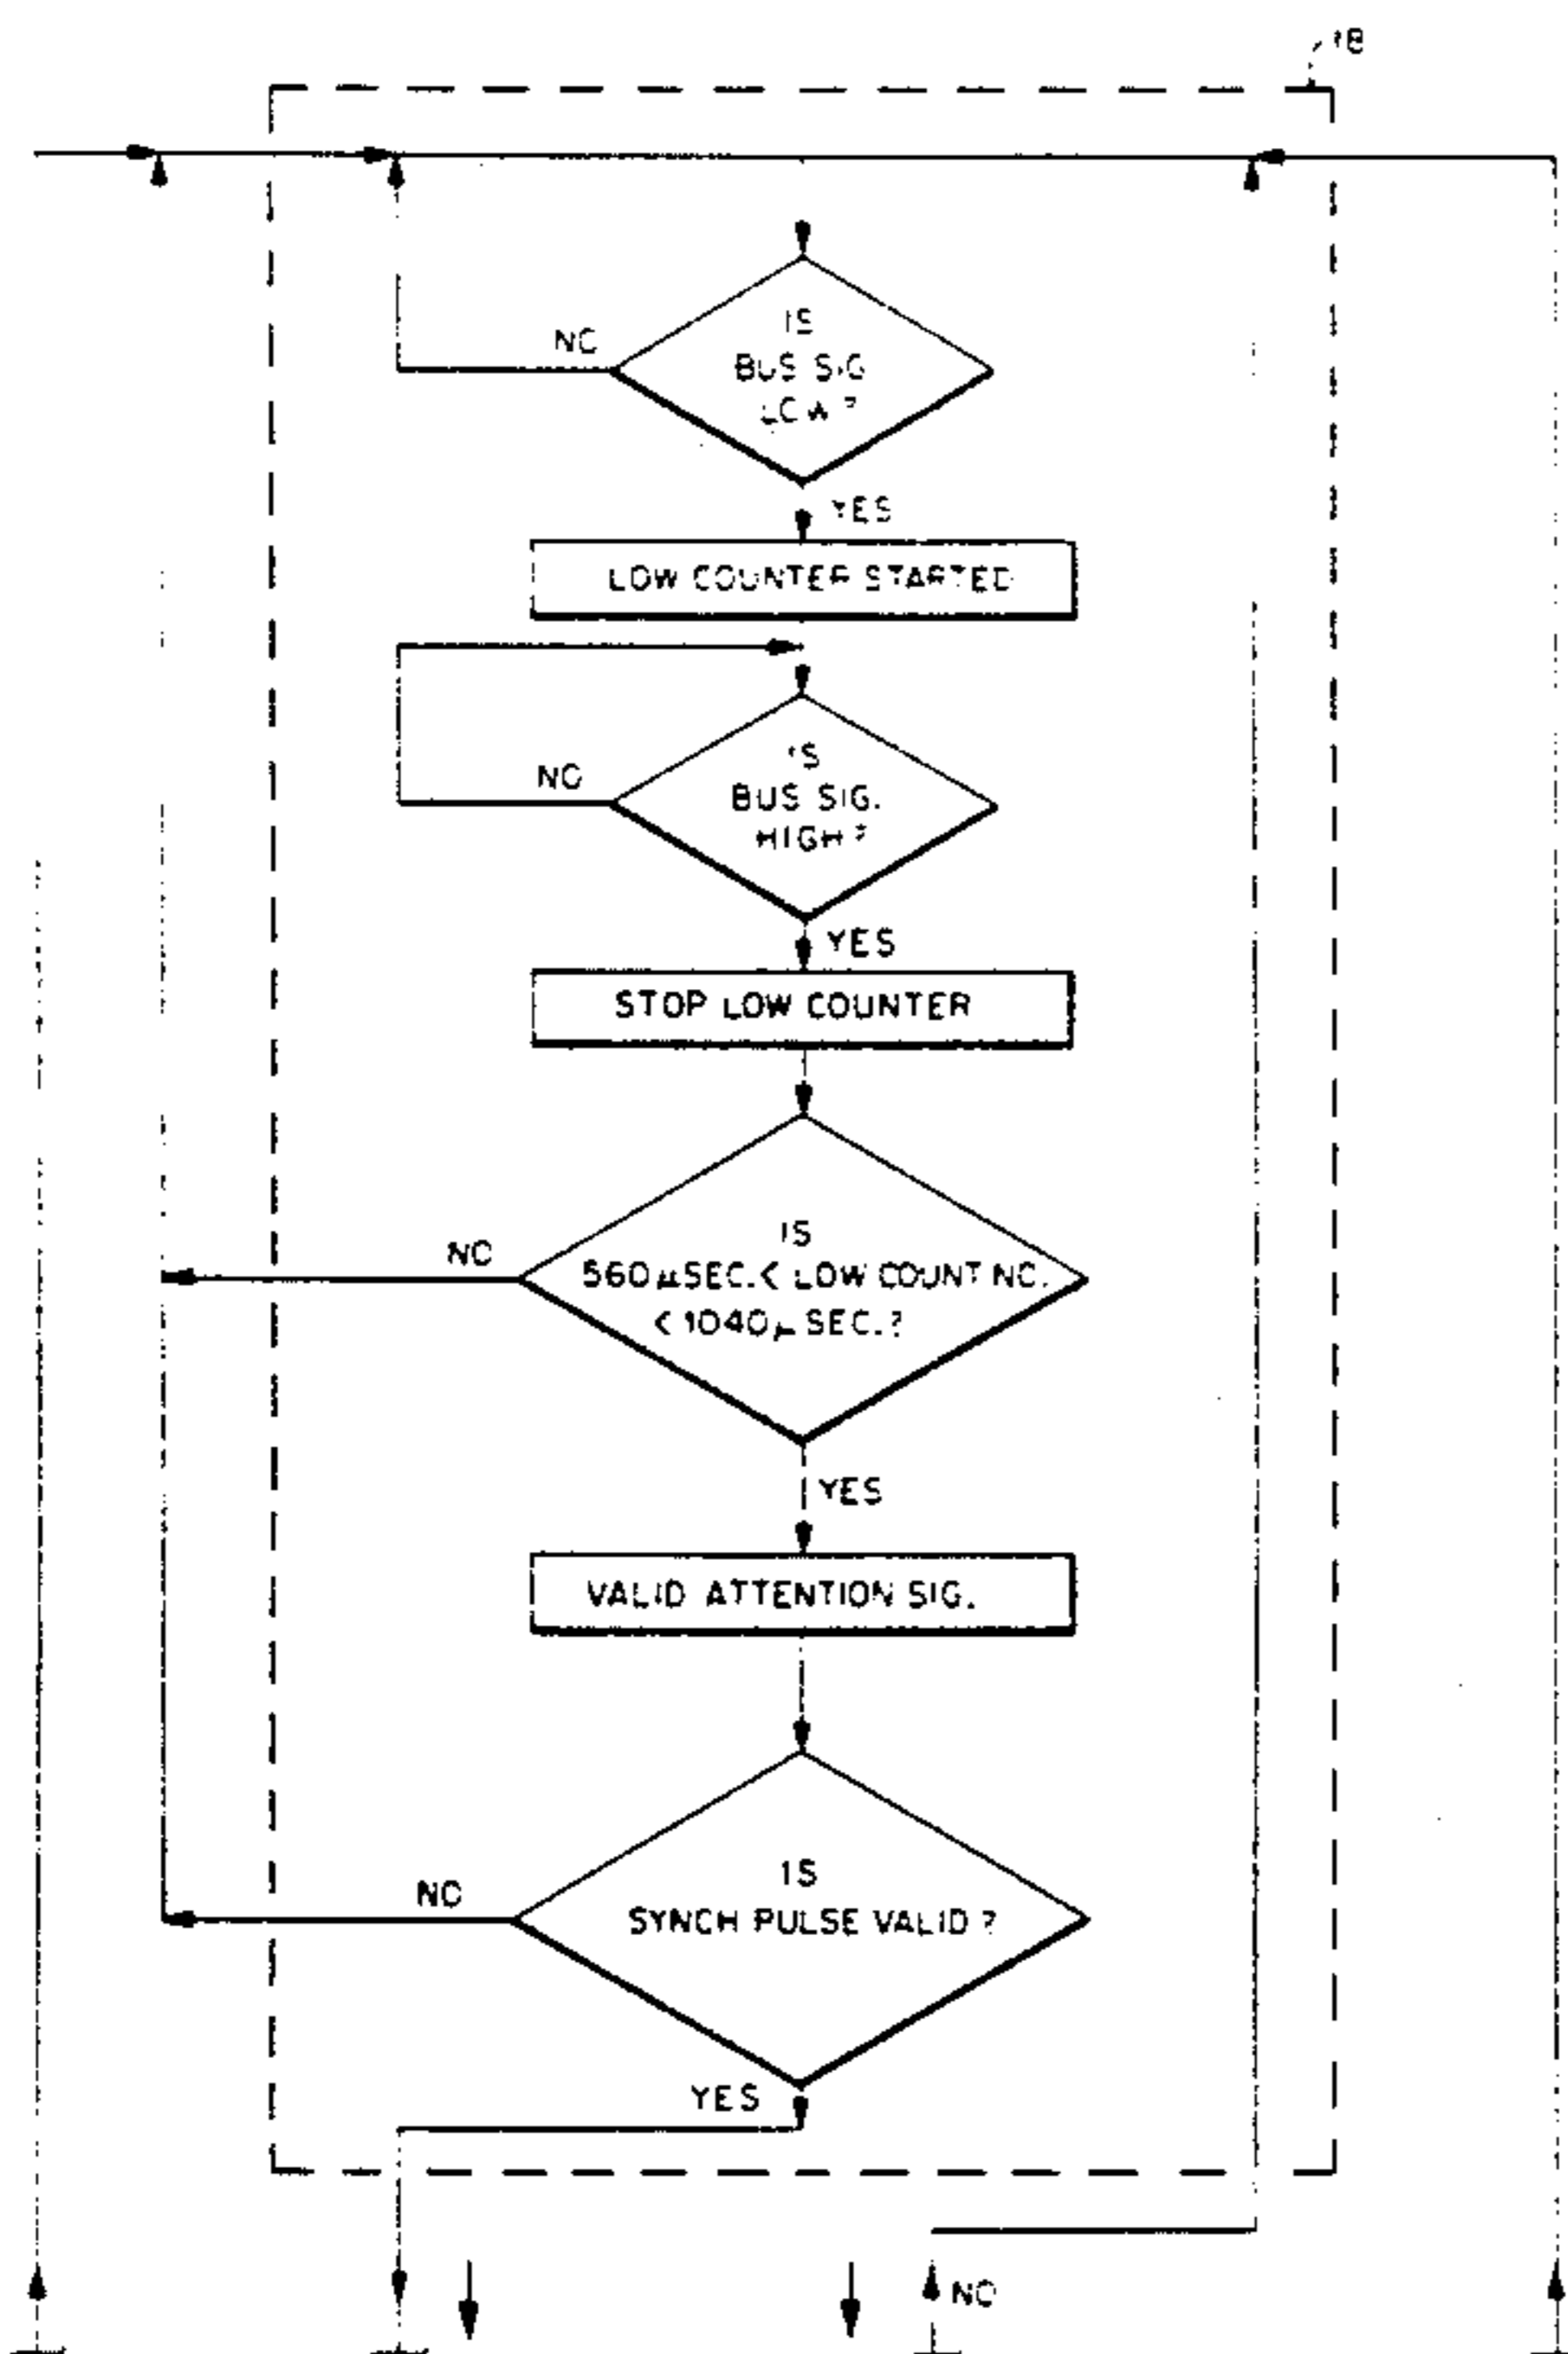 18
IS
BUS SIG
LOW ?
NO
YES
LOW COUNTER STARTED
IS
BUS SIG.
HIGH ?
NO
YES
STOP LOW COUNTER
IS
560 µSEC. < LOW COUNT NO.
< 1040 µ SEC. ?
NO
YES
VALID ATTENTION SIG.
IS
SYNCH PULSE VALID ?
NO
YES
NO